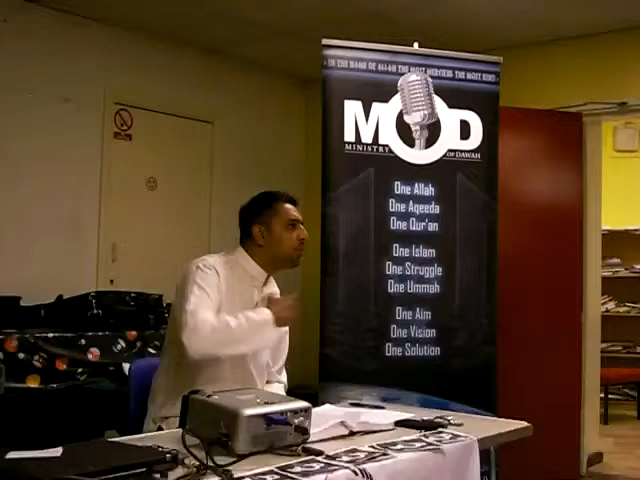 IN THE NAME OF ALLAH THE MOST MERCIFUL THE MOST KIND
MOD
MINISTRY OF DAWAH
One Allah
One Aqeeda
One Qur'an
One Islam
One Struggle
One Ummah
One Aim
One Vision
One Solution